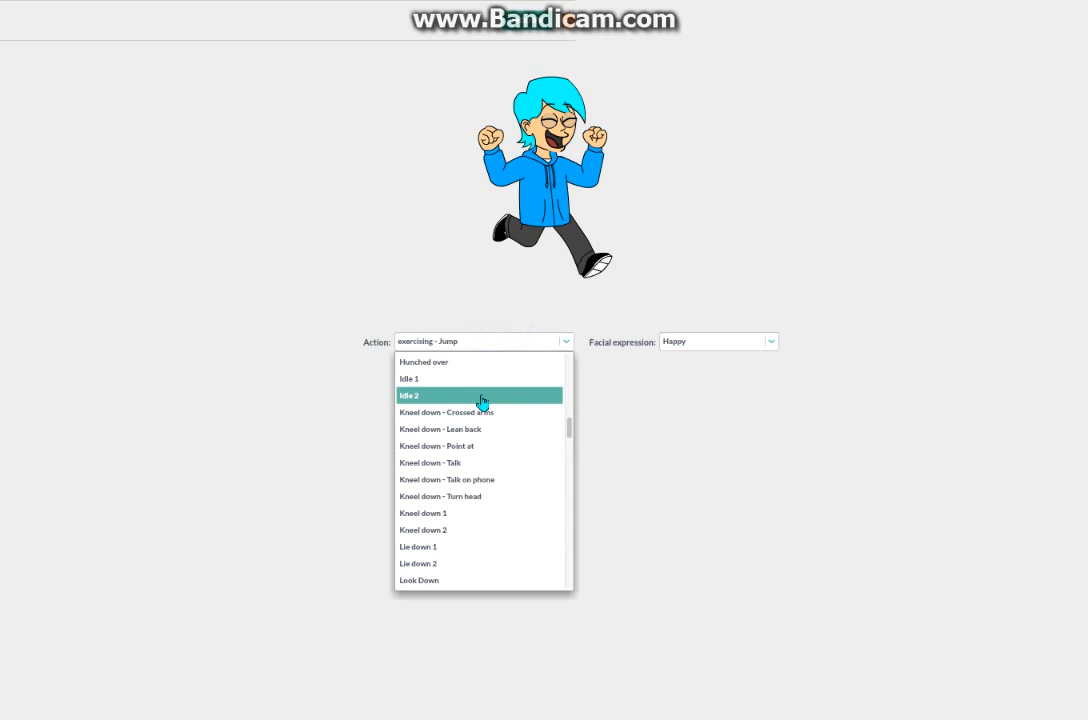 www.Bandicam.com
Action: exercising - Jump Facial expression: Happy
Hunched over
Idle 1
Idle 2
Kneel down - Crossed arms
Kneel down - Lean back
Kneel down - Point at
Kneel down - Talk
Kneel down - Talk on phone
Kneel down - Turn head
Kneel down 1
Kneel down 2
Lie down 1
Lie down 2
Look Down